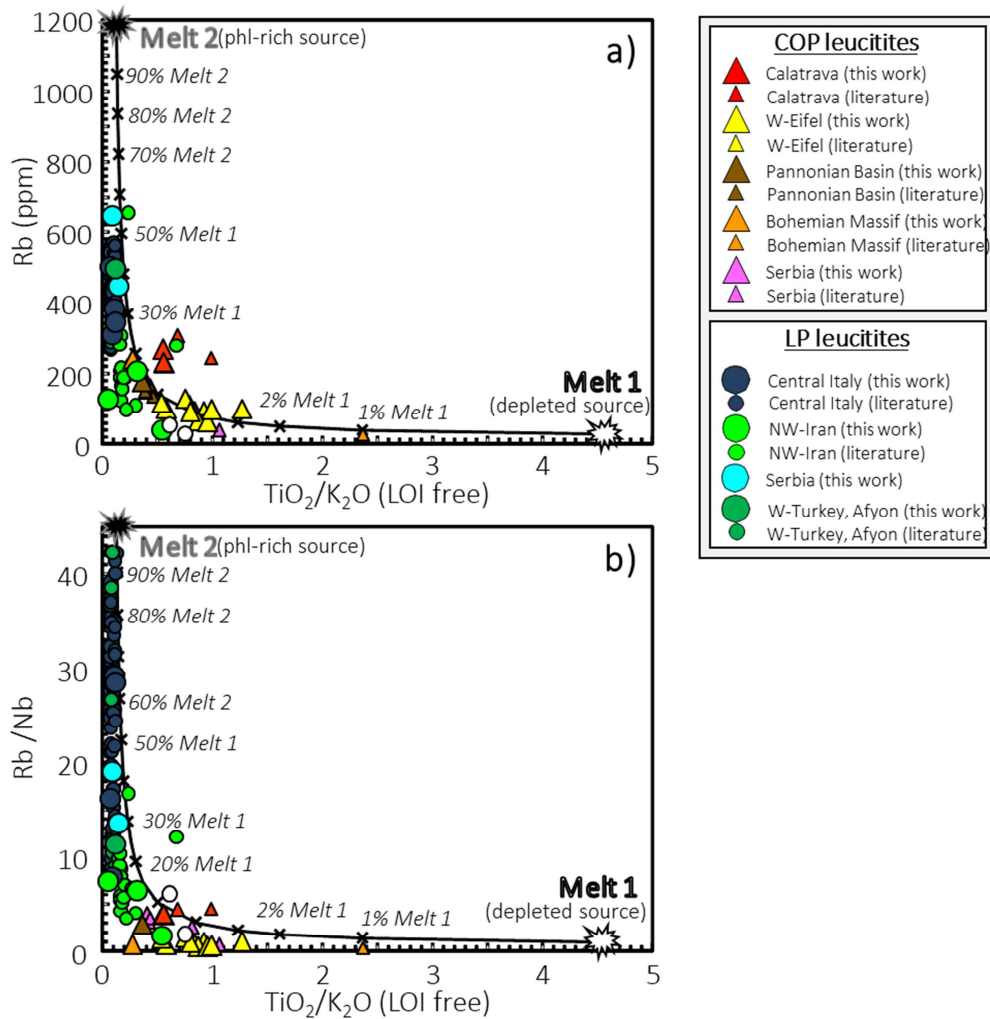 1200
Melt 2 (phl-rich source)
a)
90% Melt 2
1000
80% Melt 2
70% Melt 2
800
Rb (ppm)
600
50% Melt 1
400
30% Melt 1
200
2% Melt 1
1% Melt 1
Melt 1
(depleted source)
0
0 1 2 3 4 5
TiO2/K2O (LOI free)
Melt 2 (phl-rich source)
b)
40
90% Melt 2
80% Melt 2
30
60% Melt 2
Rb /Nb
50% Melt 1
20
30% Melt 1
10
20% Melt 1
2% Melt 1
1% Melt 1
Melt 1
(depleted source)
0
0 1 2 3 4 5
TiO2/K2O (LOI free)
COP leucitites
Calatrava (this work)
Calatrava (literature)
W-Eifel (this work)
W-Eifel (literature)
Pannonian Basin (this work)
Pannonian Basin (literature)
Bohemian Massif (this work)
Bohemian Massif (literature)
Serbia (this work)
Serbia (literature)
LP leucitites
Central Italy (this work)
Central Italy (literature)
NW-Iran (this work)
NW-Iran (literature)
Serbia (this work)
W-Turkey, Afyon (this work)
W-Turkey, Afyon (literature)